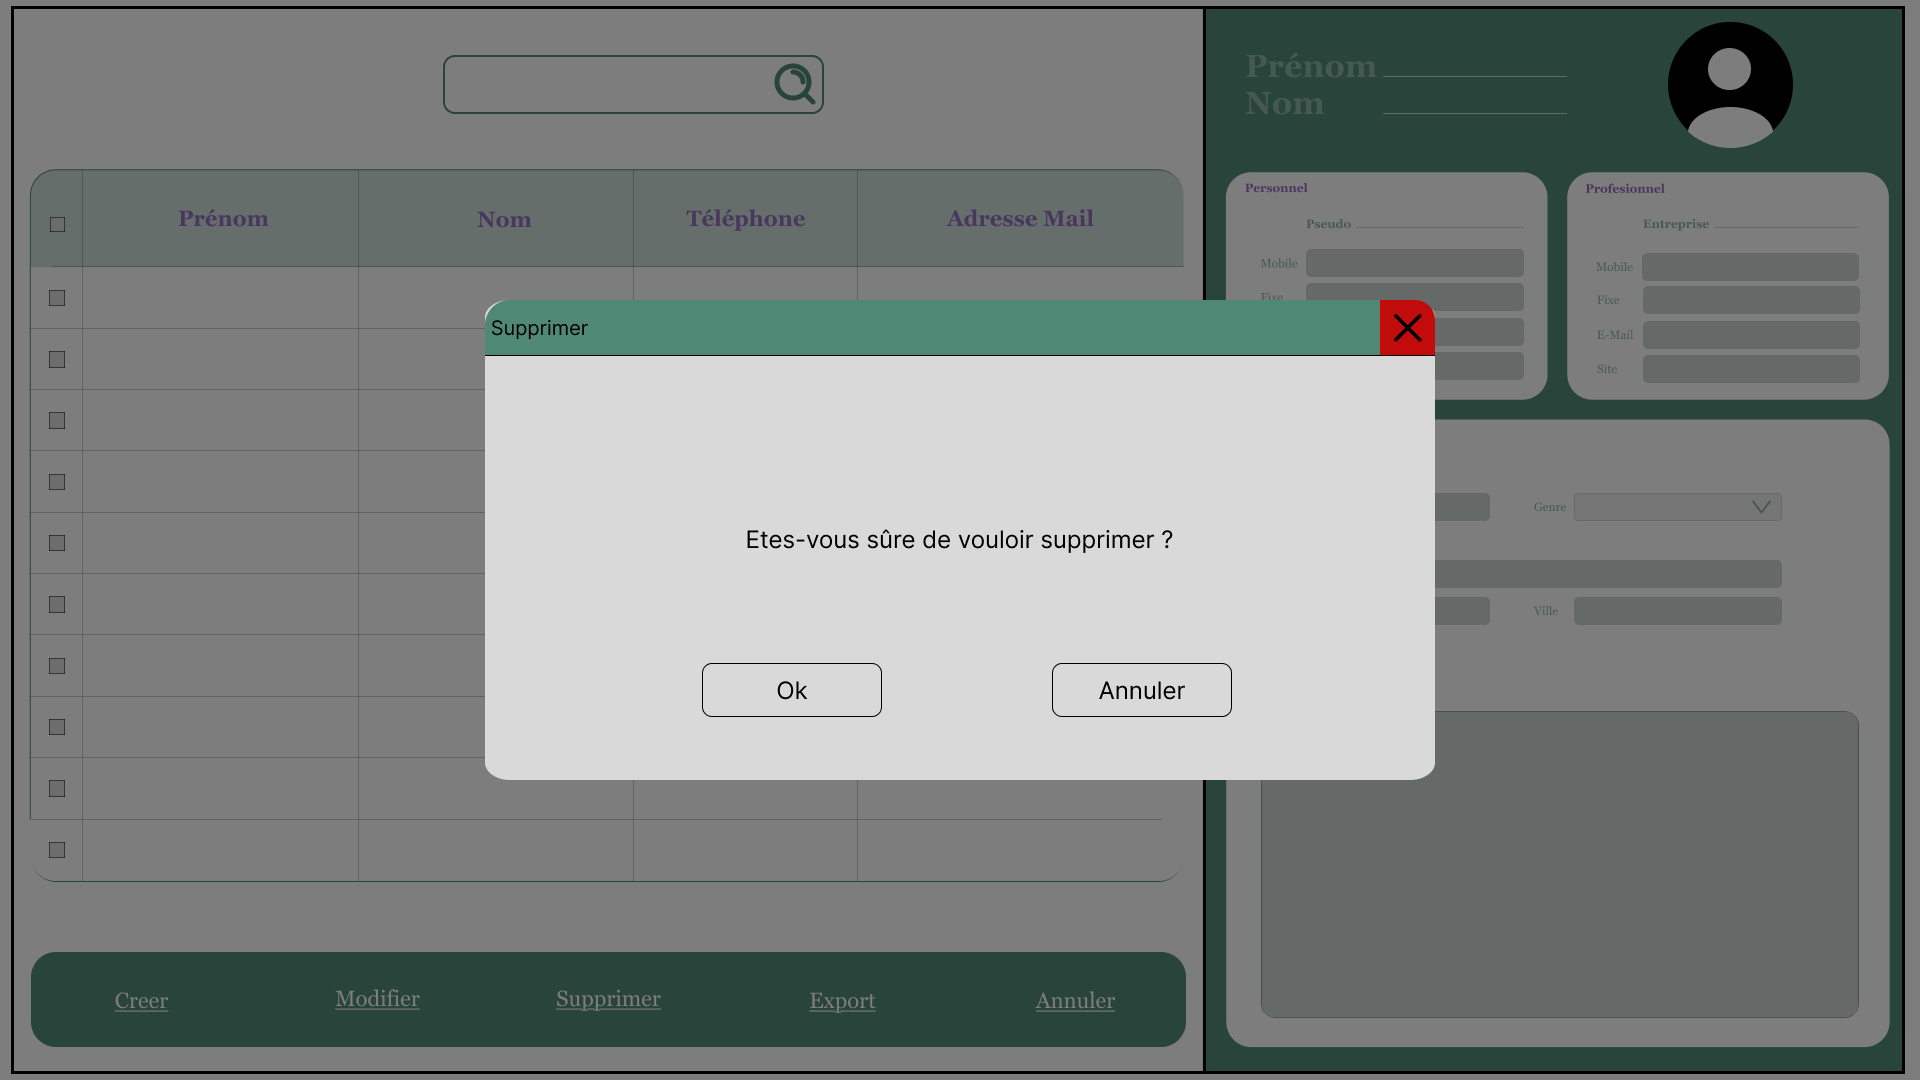 Prénom
Nom
Prénom
Nom
Téléphone
Adresse Mail
Personnel
Pseudo
Mobile
Fixe
Profesionnel
Entreprise
Mobile
Fixe
E-Mail
Site
Supprimer
Etes-vous sûre de vouloir supprimer ?
Ok
Annuler
Genre
Ville
Creer
Modifier
Supprimer
Export
Annuler